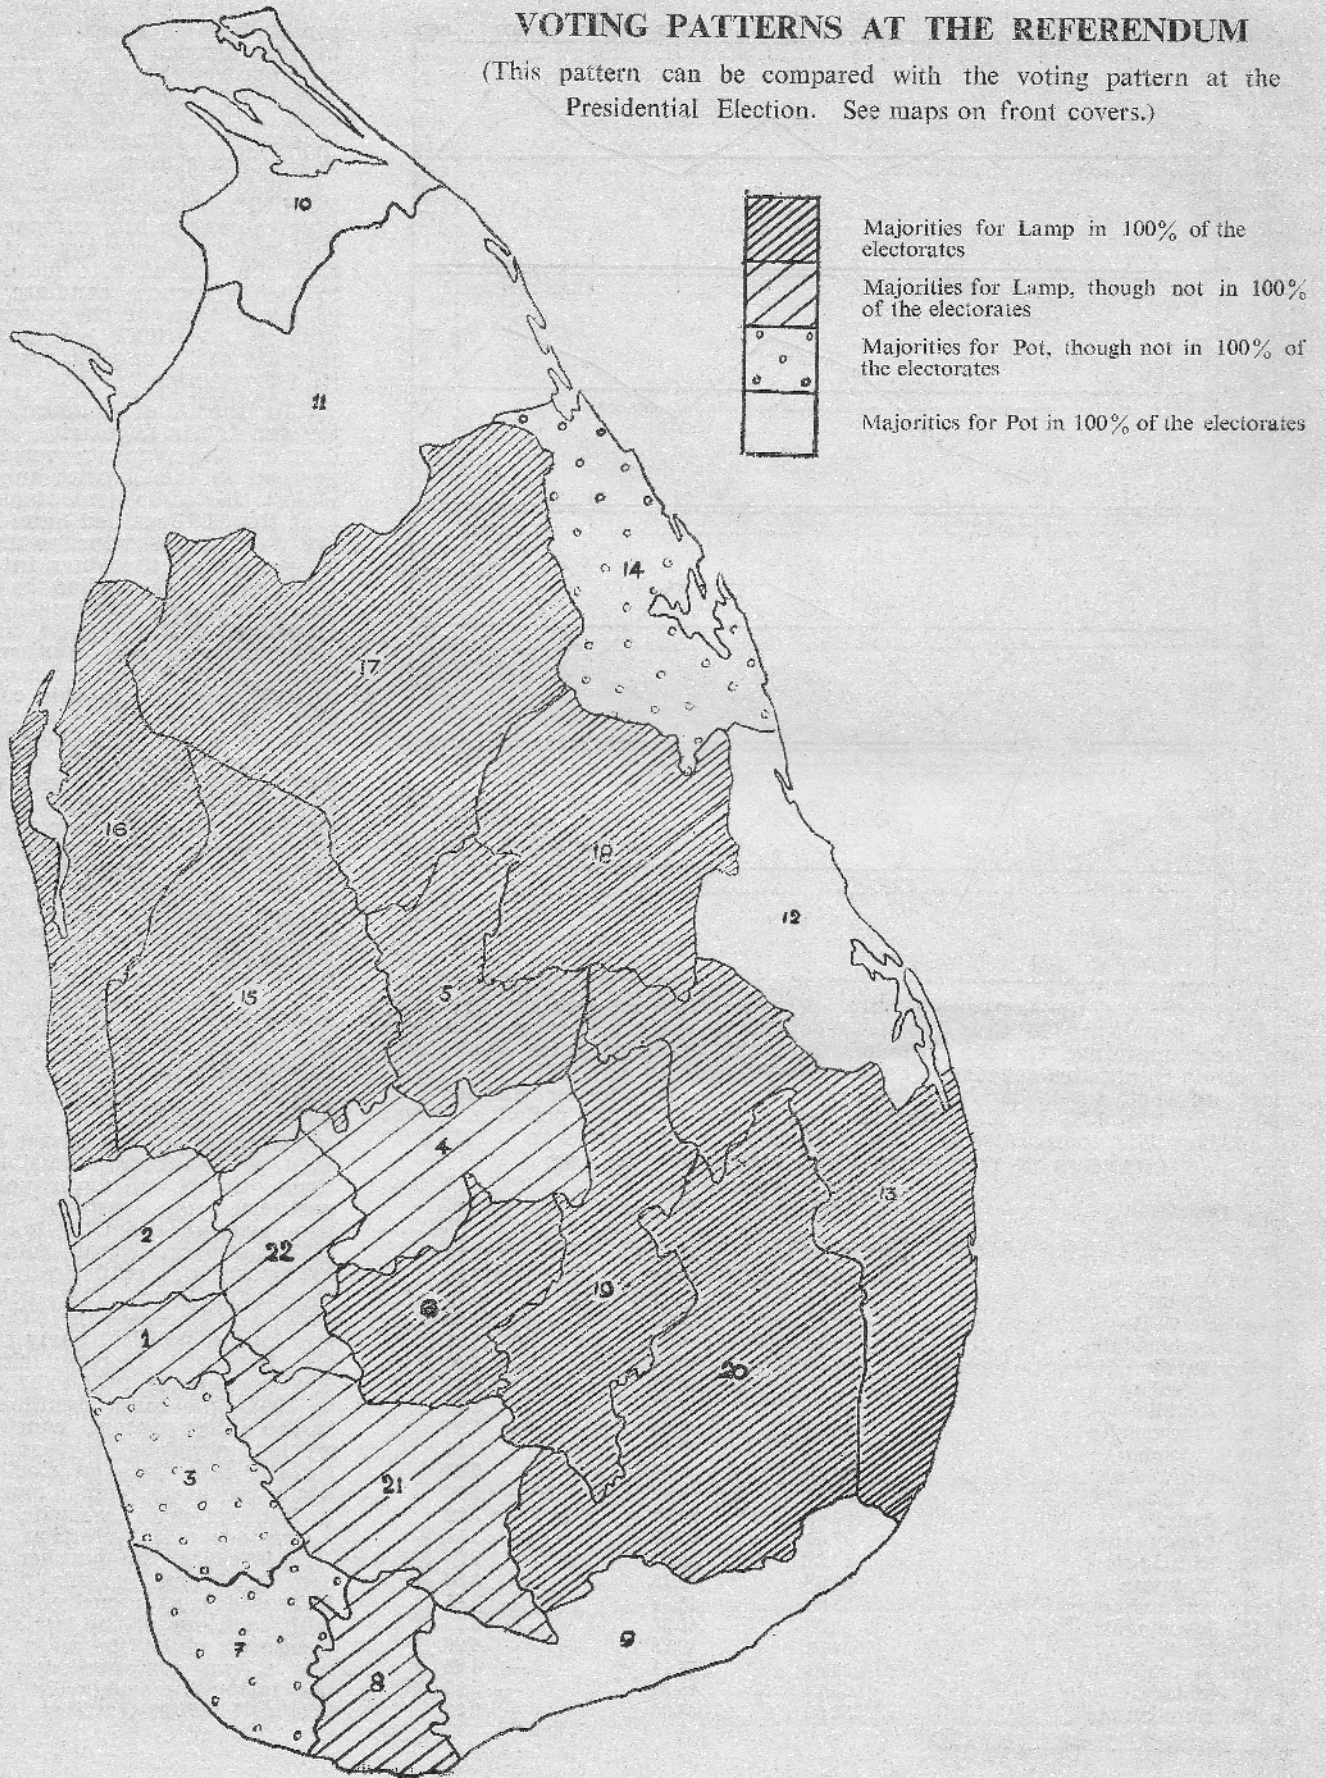 VOTING PATTERNS AT THE REFERENDUM
(This pattern can be compared with the voting pattern at the
Presidential Election. See maps on front covers.)
Majorities for Lamp in 100% of the
electorates
Majorities for Lamp, though not in 100%
of the electorates
Majorities for Pot, though not in 100% of
the electorates
Majorities for Pot in 100% of the electorates
10
11
14
17
16
18
12
15
5
4
13
2
22
19
6
1
20
3
21
7
9
8